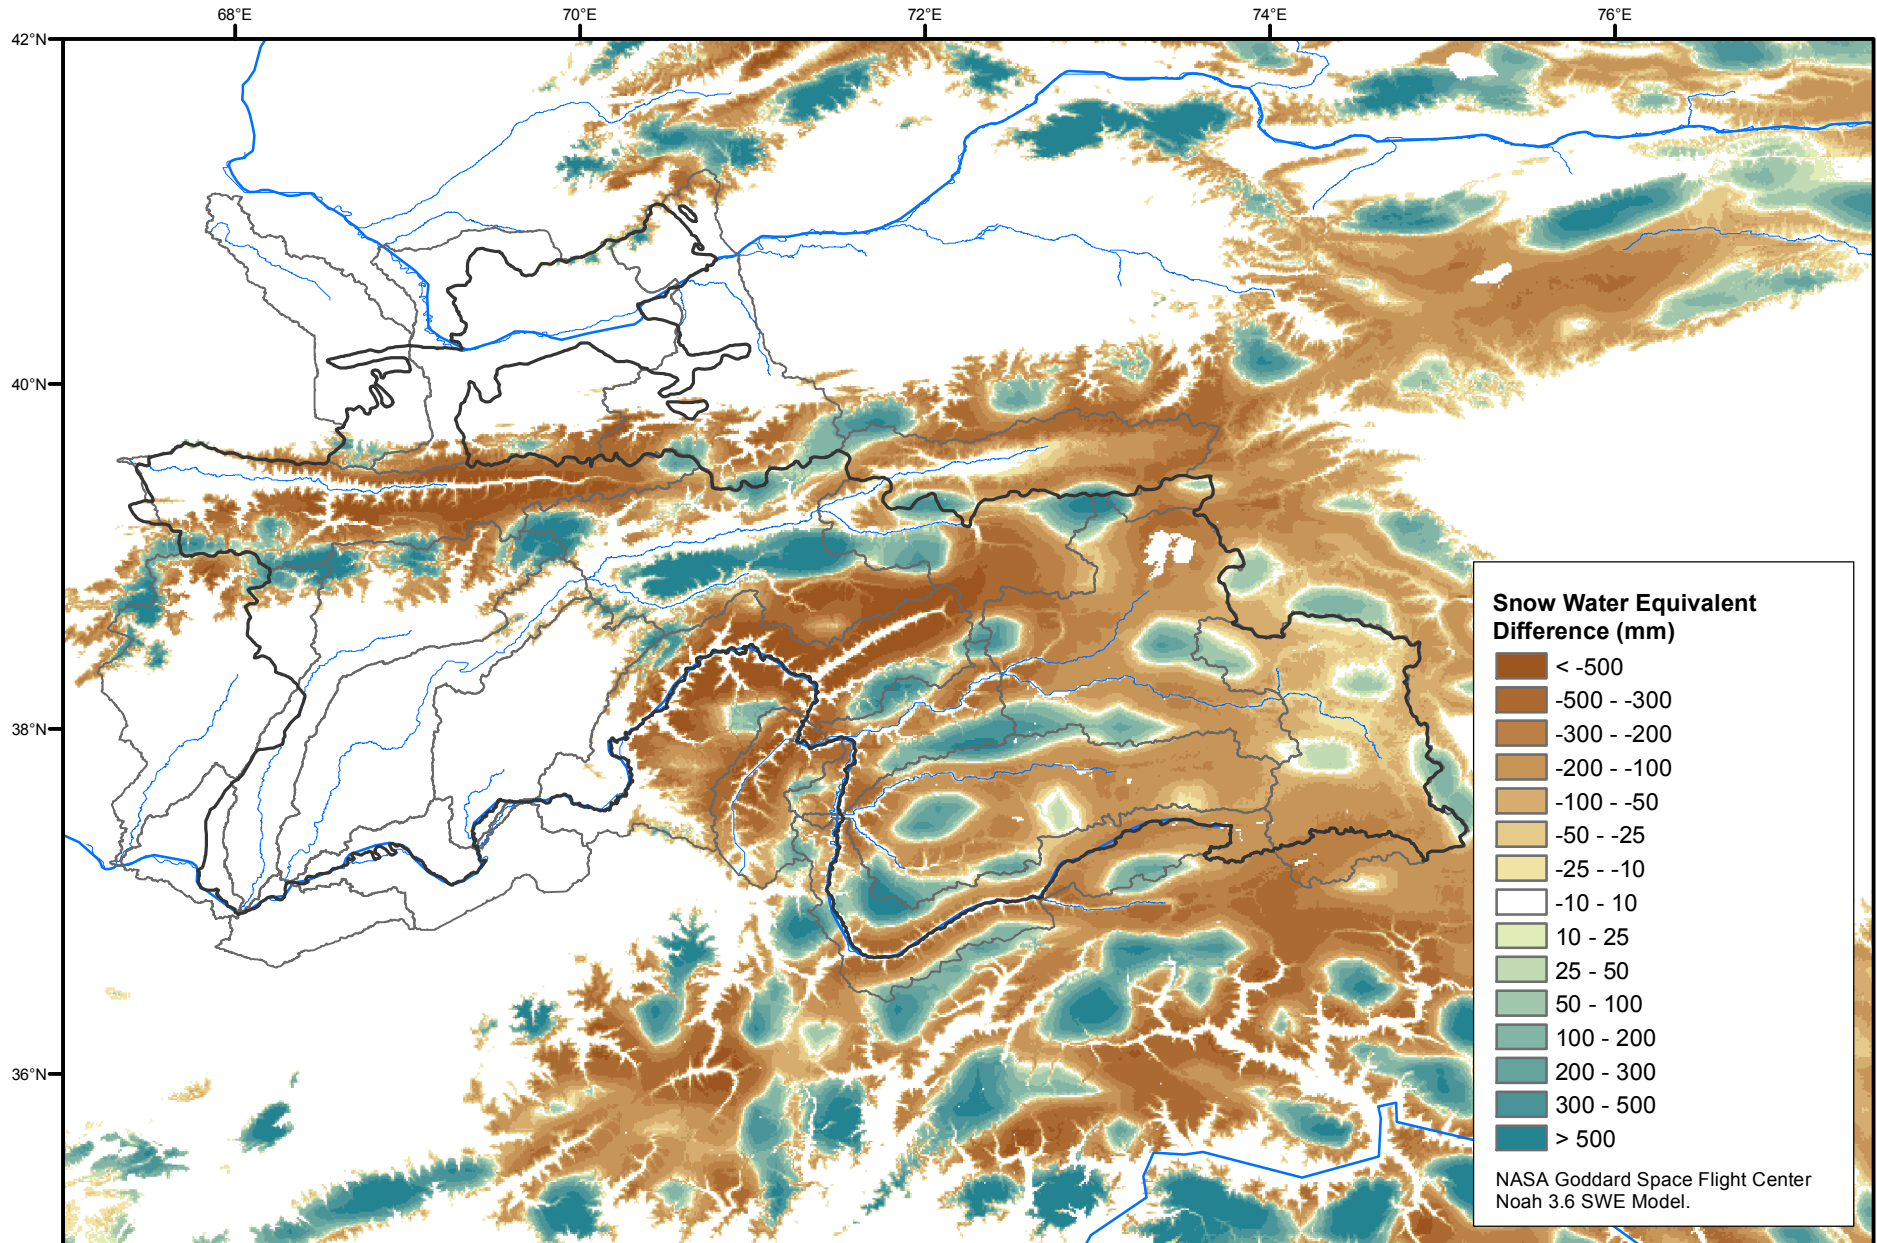 68°E
70°E
72°E
74°E
76°E
42°N
40°N
38°N
36°N
Snow Water Equivalent
Difference (mm)
< -500
-500 - -300
-300 - -200
-200 - -100
-100 - -50
-50 - -25
-25 - -10
-10 - 10
10 - 25
25 - 50
50 - 100
100 - 200
200 - 300
300 - 500
> 500
NASA Goddard Space Flight Center
Noah 3.6 SWE Model.